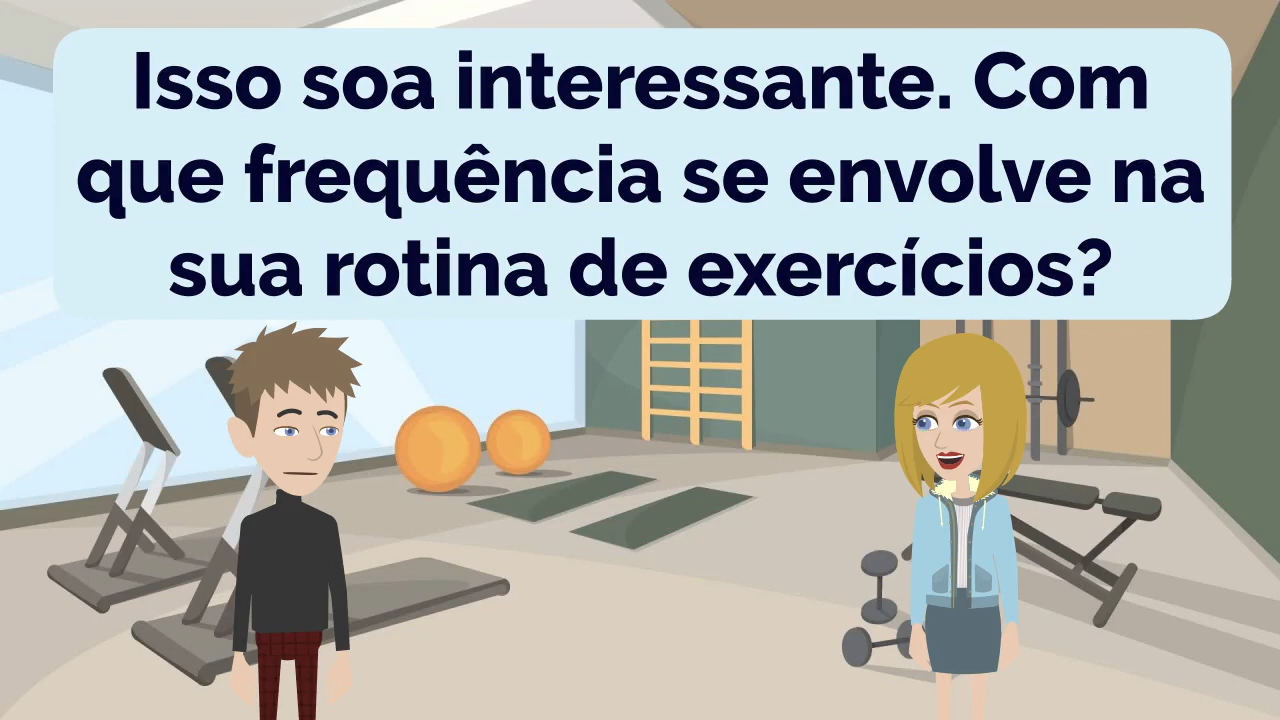 Isso soa interessante. Com
que frequência se envolve na
sua rotina de exercícios?